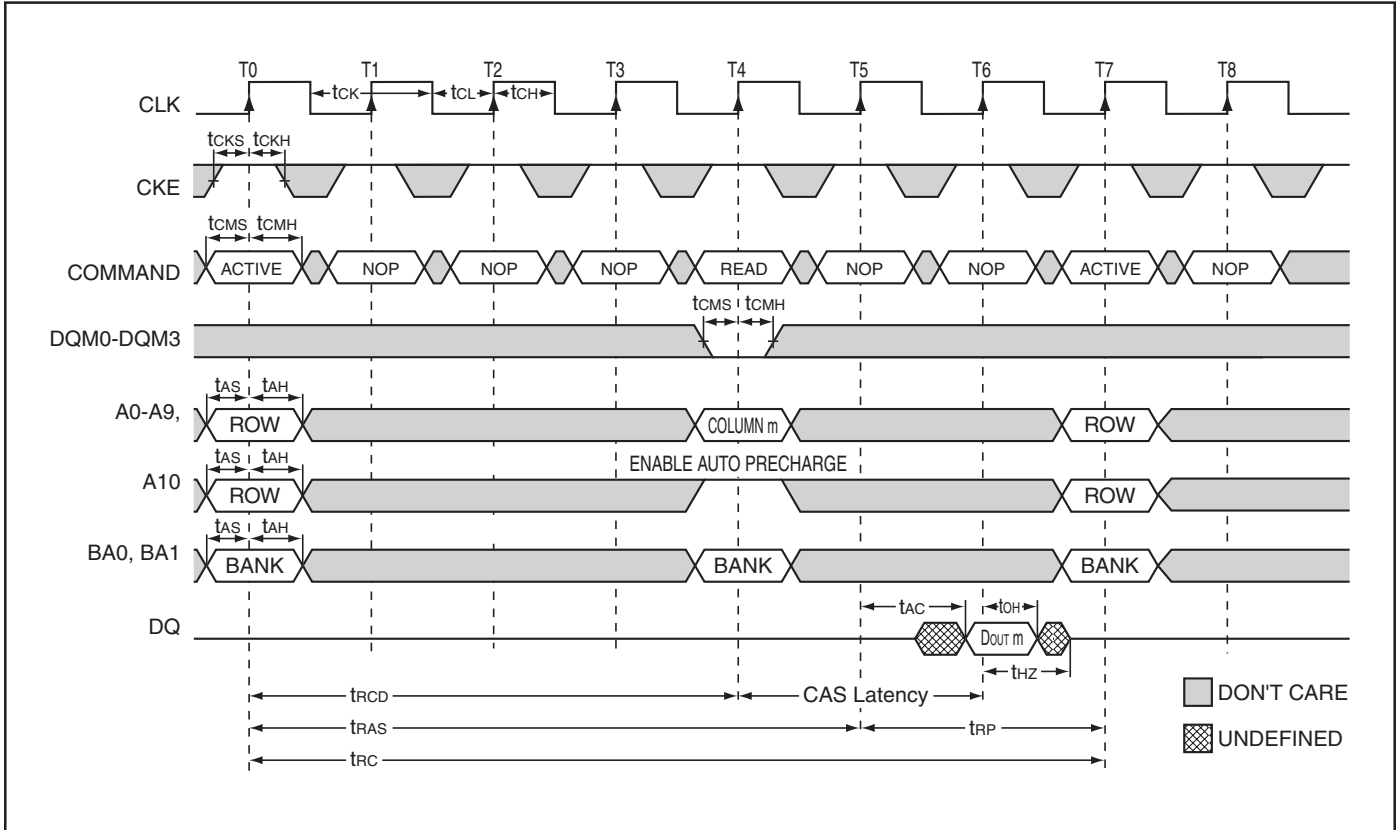 T0 T1 T2 T3 T4 T5 T6 T7 T8
CLK tCK tCL tCH
tCKS tCKH
CKE
tCMS tCMH
COMMAND ACTIVE NOP NOP NOP READ NOP NOP ACTIVE NOP
tCMS tCMH
DQM0-DQM3
tAS tAH
A0-A9, ROW COLUMN m ROW
tAS tAH ENABLE AUTO PRECHARGE
A10 ROW ROW
tAS tAH
BA0, BA1 BANK BANK BANK
tAC tOH
DQ DOUT m
tHZ
tRCD CAS Latency
DON'T CARE
tRAS tRP
UNDEFINED
tRC